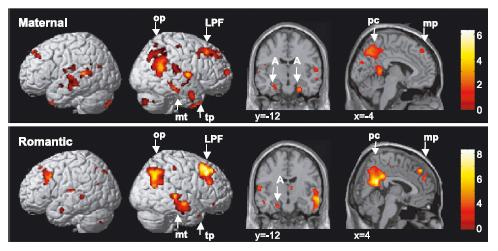 Maternal
op
LPF
A
A
pc
mp
6
4
2
0
mt
tp
y=-12
x=-4
Romantic
op
LPF
A
pc
mp
8
6
4
2
0
mt
tp
y=-12
x=4